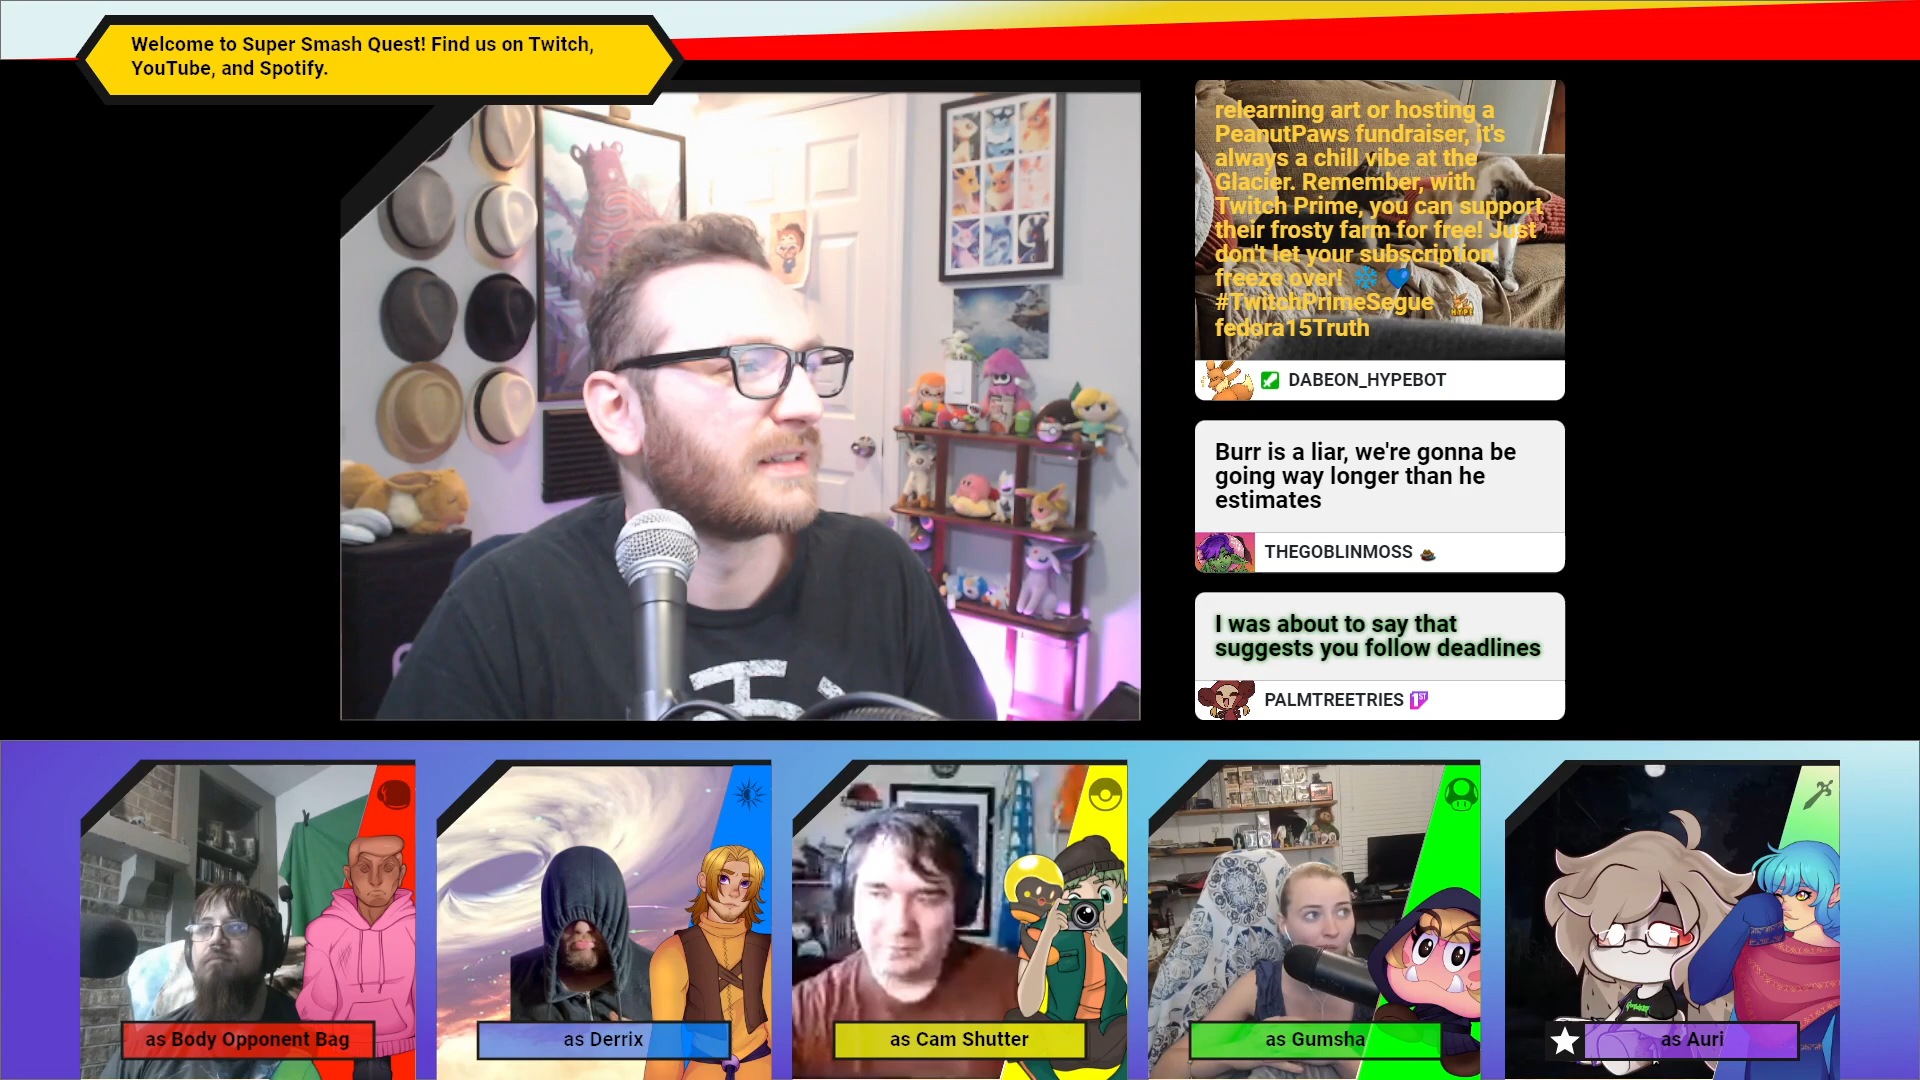 Welcome to Super Smash Quest! Find us on Twitch,
YouTube, and Spotify.
relearning art or hosting a
PeanutPaws fundraiser, it's
always a chill vibe at the
Glacier. Remember, with
Twitch Prime, you can support
their frosty farm for free! Just
don't let your subscription
freeze over! ❄️ 💙
#TwitchPrimeSegue HYPE
fedora15Truth
DABEON_HYPEBOT
Burr is a liar, we're gonna be
going way longer than he
estimates
THEGOBLINMOSS
I was about to say that
suggests you follow deadlines
PALMTREETRIES 1ST
as Body Opponent Bag
as Derrix
as Cam Shutter
as Gumsha
as Auri